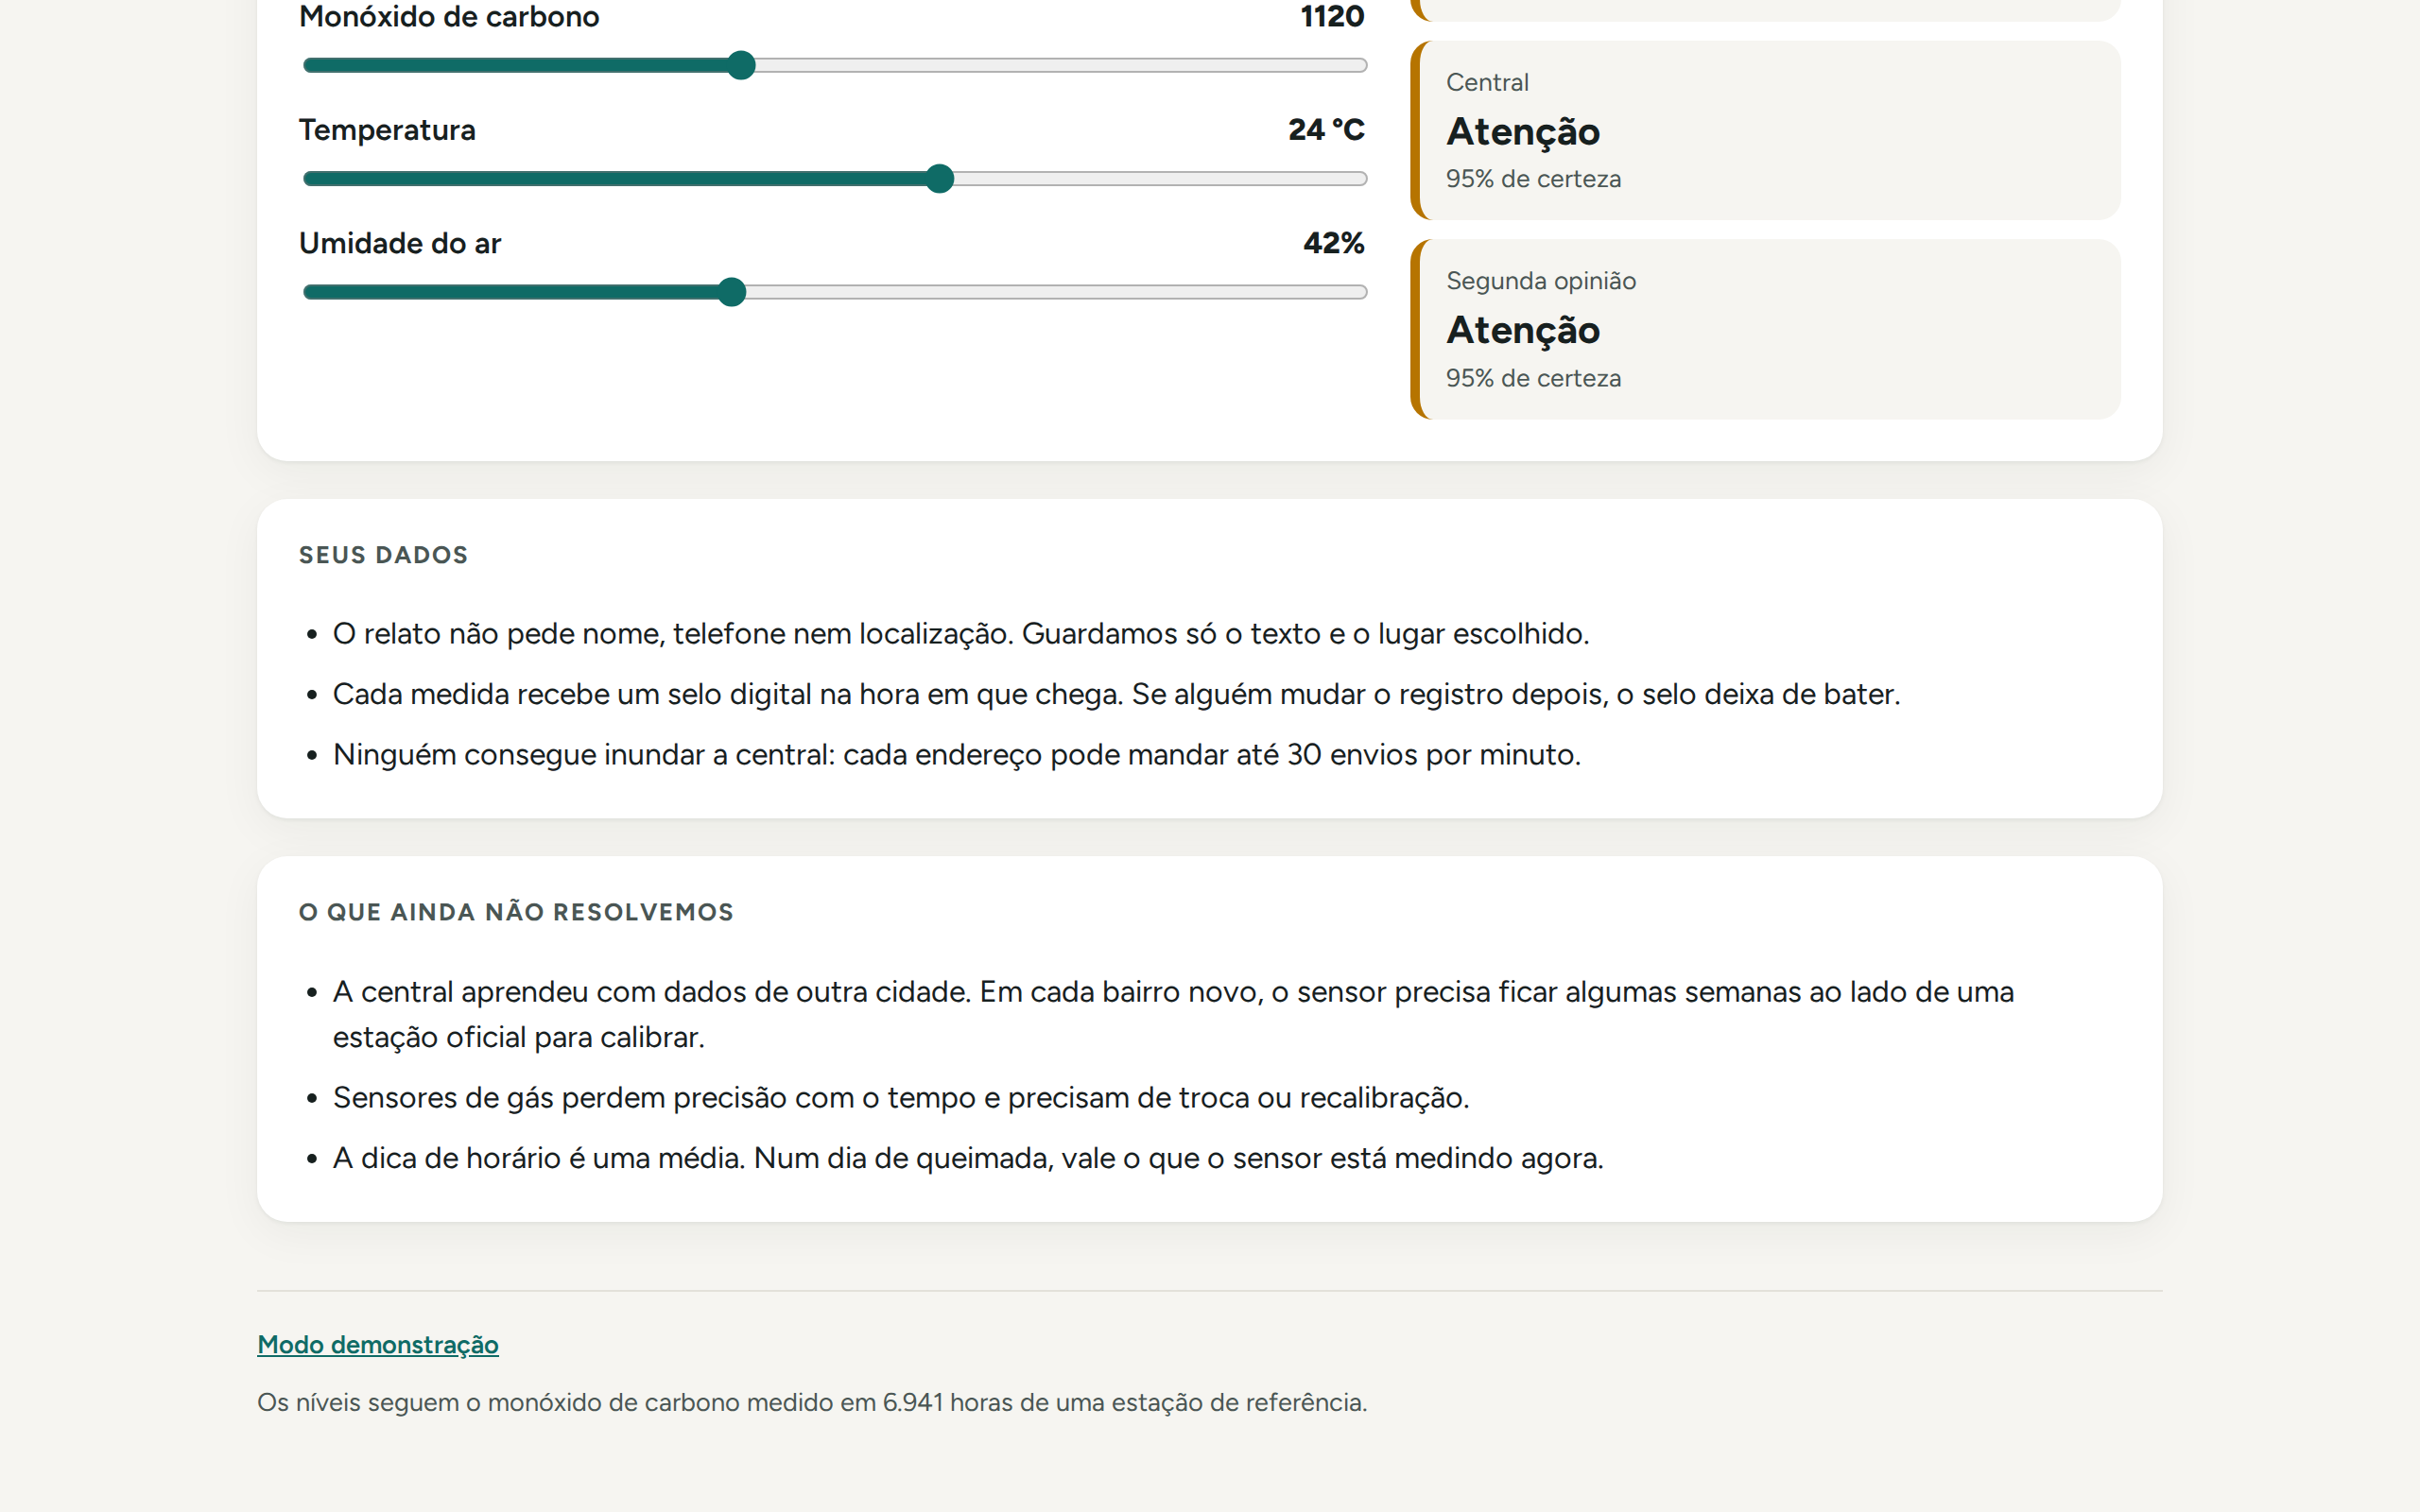 Monóxido de carbono 1120
Temperatura 24 °C
Umidade do ar 42%
Central
Atenção
95% de certeza
Segunda opinião
Atenção
95% de certeza
SEUS DADOS
• O relato não pede nome, telefone nem localização. Guardamos só o texto e o lugar escolhido.
• Cada medida recebe um selo digital na hora em que chega. Se alguém mudar o registro depois, o selo deixa de bater.
• Ninguém consegue inundar a central: cada endereço pode mandar até 30 envios por minuto.
O QUE AINDA NÃO RESOLVEMOS
• A central aprendeu com dados de outra cidade. Em cada bairro novo, o sensor precisa ficar algumas semanas ao lado de uma
estação oficial para calibrar.
• Sensores de gás perdem precisão com o tempo e precisam de troca ou recalibração.
• A dica de horário é uma média. Num dia de queimada, vale o que o sensor está medindo agora.
Modo demonstração
Os níveis seguem o monóxido de carbono medido em 6.941 horas de uma estação de referência.